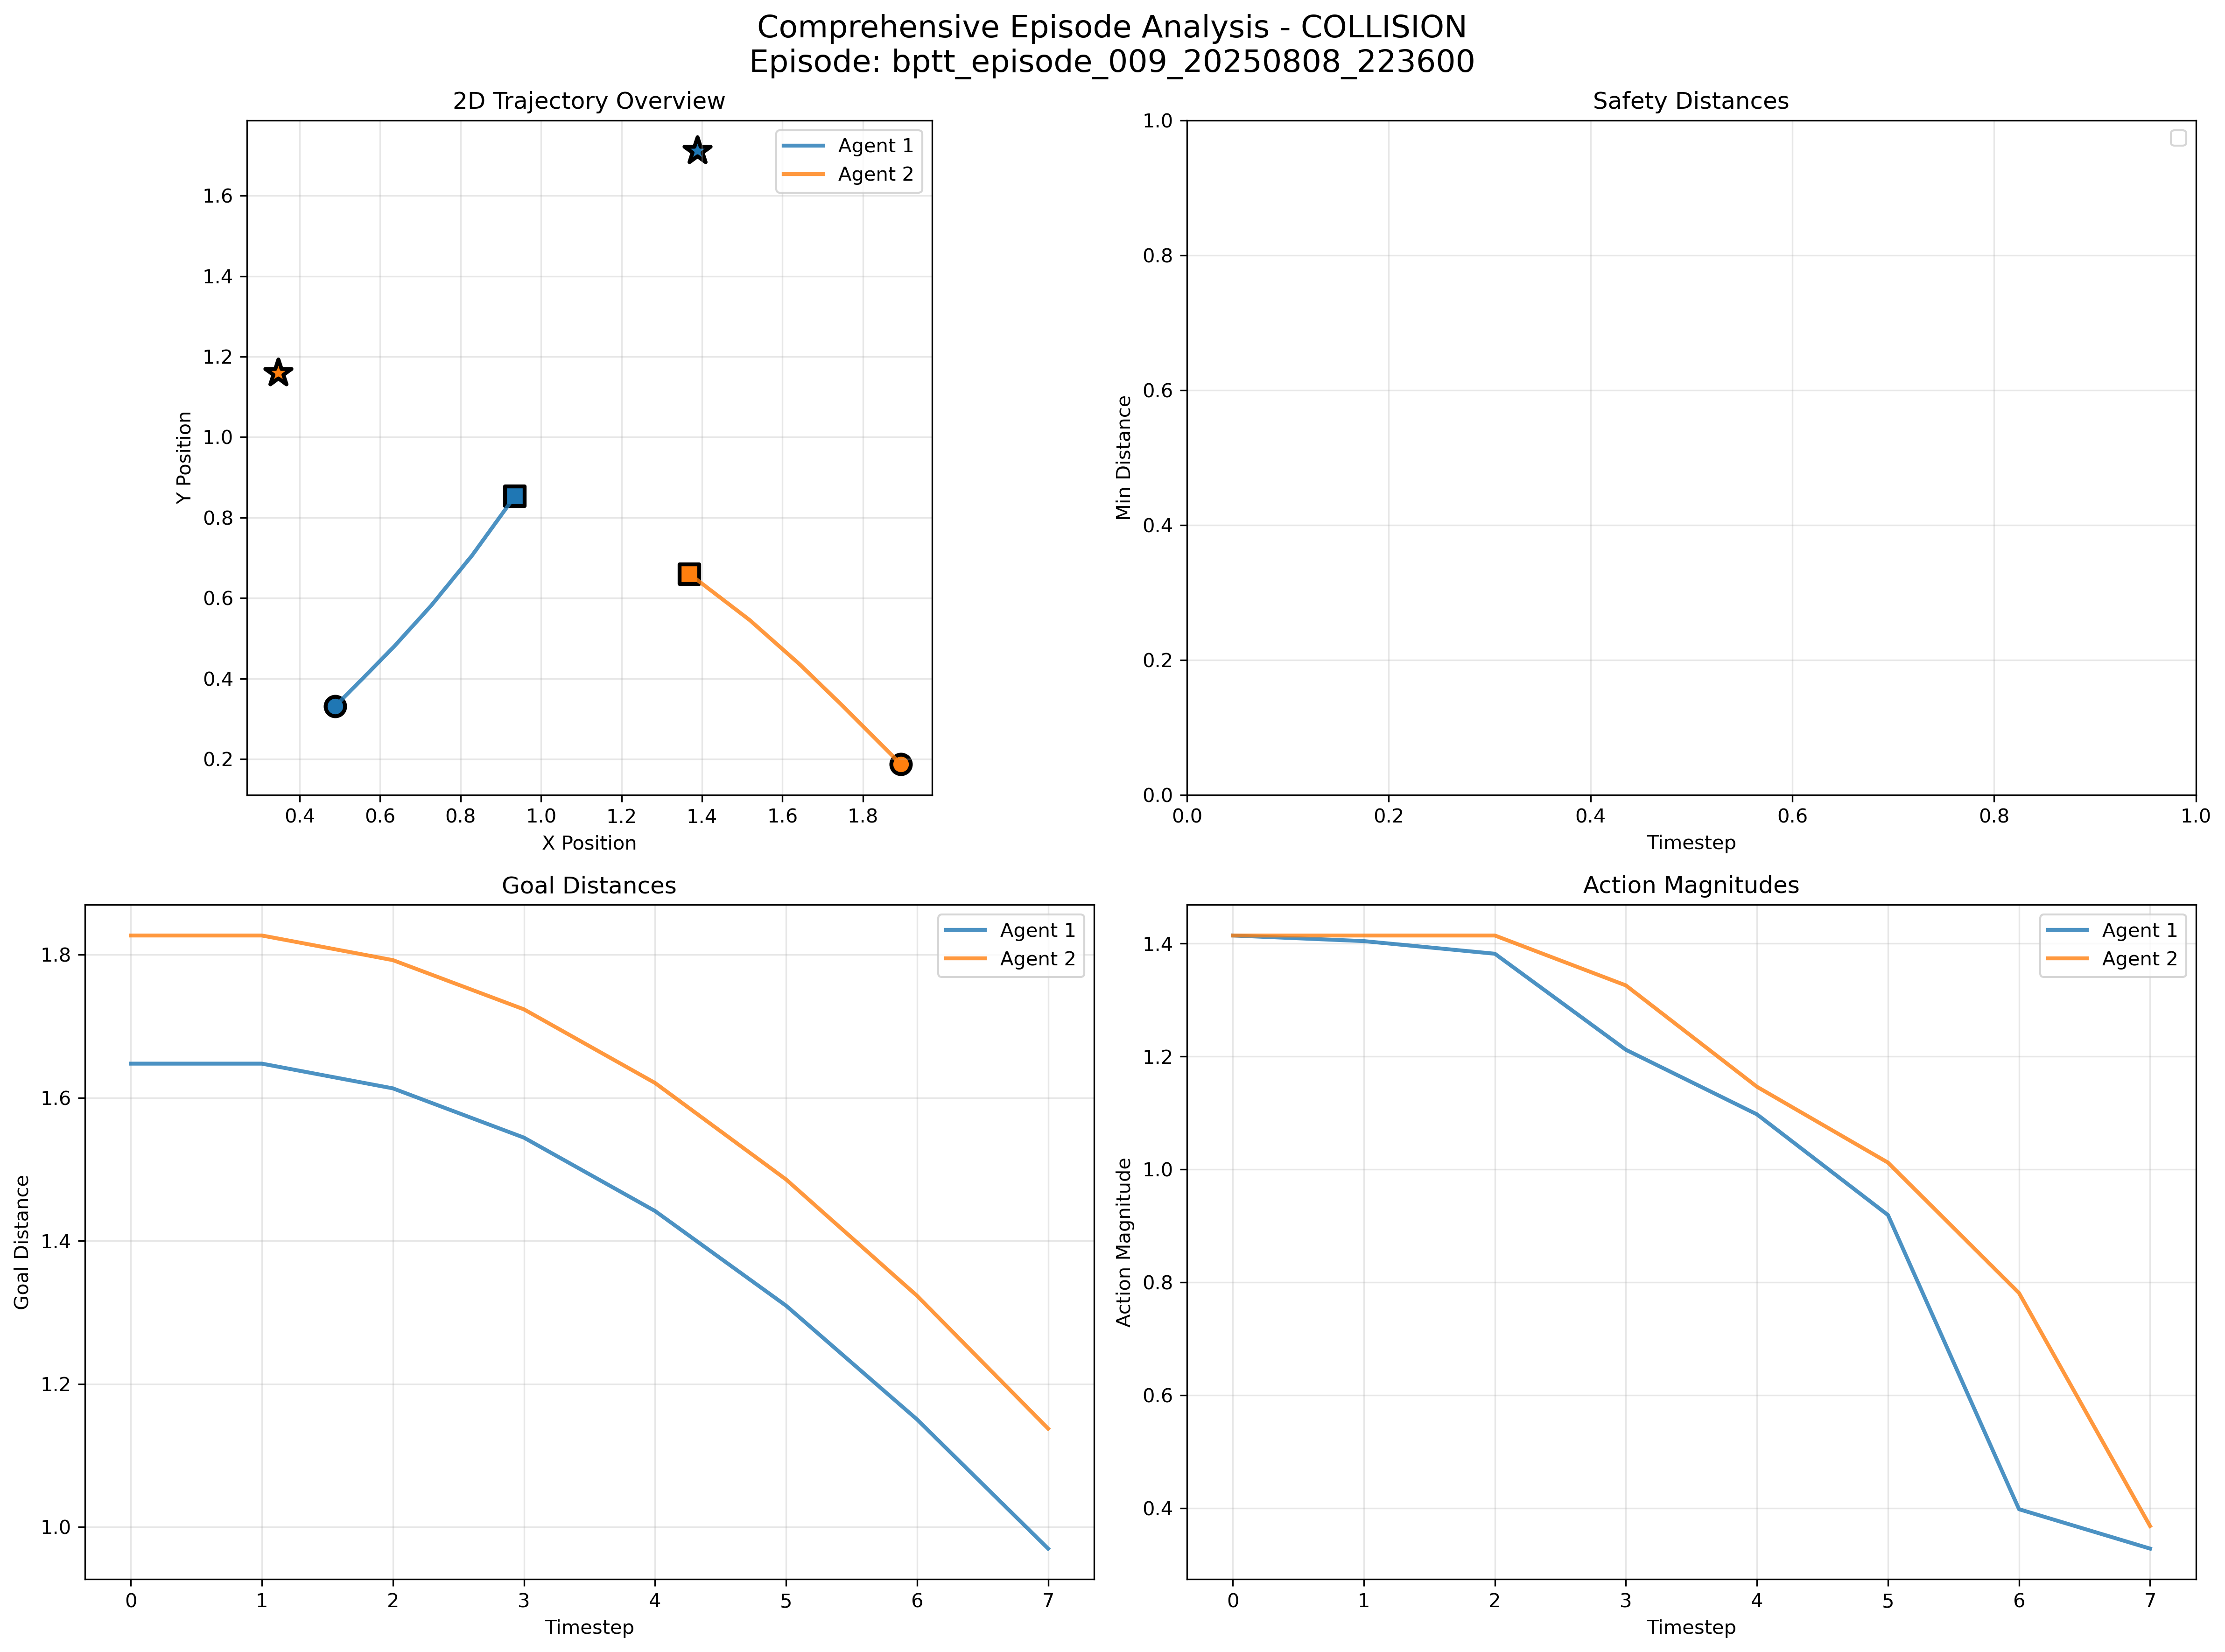 Comprehensive Episode Analysis - COLLISION
Episode: bptt_episode_009_20250808_223600
2D Trajectory Overview
Agent 1
Agent 2
1.6
1.4
1.2
1.0
0.8
0.6
0.4
0.2
Y Position
0.4 0.6 0.8 1.0 1.2 1.4 1.6 1.8
X Position
Safety Distances
1.0
0.8
0.6
0.4
0.2
0.0
Min Distance
0.0 0.2 0.4 0.6 0.8 1.0
Timestep
Goal Distances
Agent 1
Agent 2
1.8
1.6
1.4
1.2
1.0
Goal Distance
0 1 2 3 4 5 6 7
Timestep
Action Magnitudes
Agent 1
Agent 2
1.4
1.2
1.0
0.8
0.6
0.4
Action Magnitude
0 1 2 3 4 5 6 7
Timestep